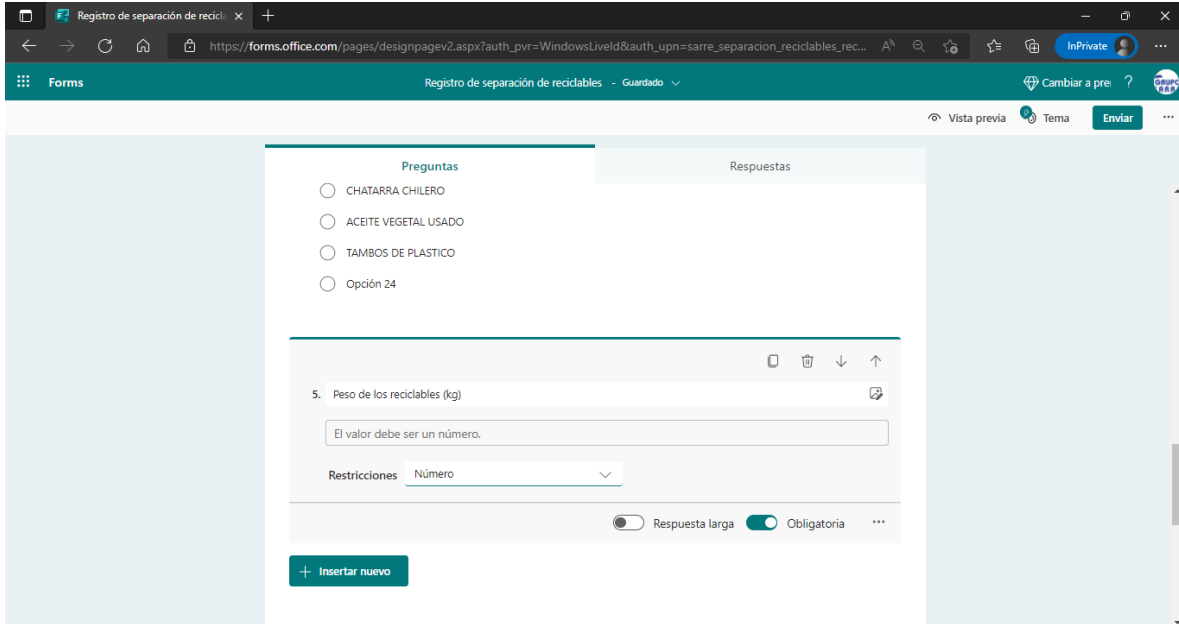 Registro de separación de recicla
https://forms.office.com/pages/designpagev2.aspx?auth_pvr=WindowsLiveId&auth_upn=sarre_separacion_reciclables_rec...
InPrivate
Forms
Registro de separación de reciclables - Guardado
Cambiar a pre
?
GRUPO
Vista previa
Tema
Enviar
Preguntas
Respuestas
CHATARRA CHILERO
ACEITE VEGETAL USADO
TAMBOS DE PLASTICO
Opción 24
5. Peso de los reciclables (kg)
El valor debe ser un número.
Restricciones Número
Respuesta larga Obligatoria
+ Insertar nuevo